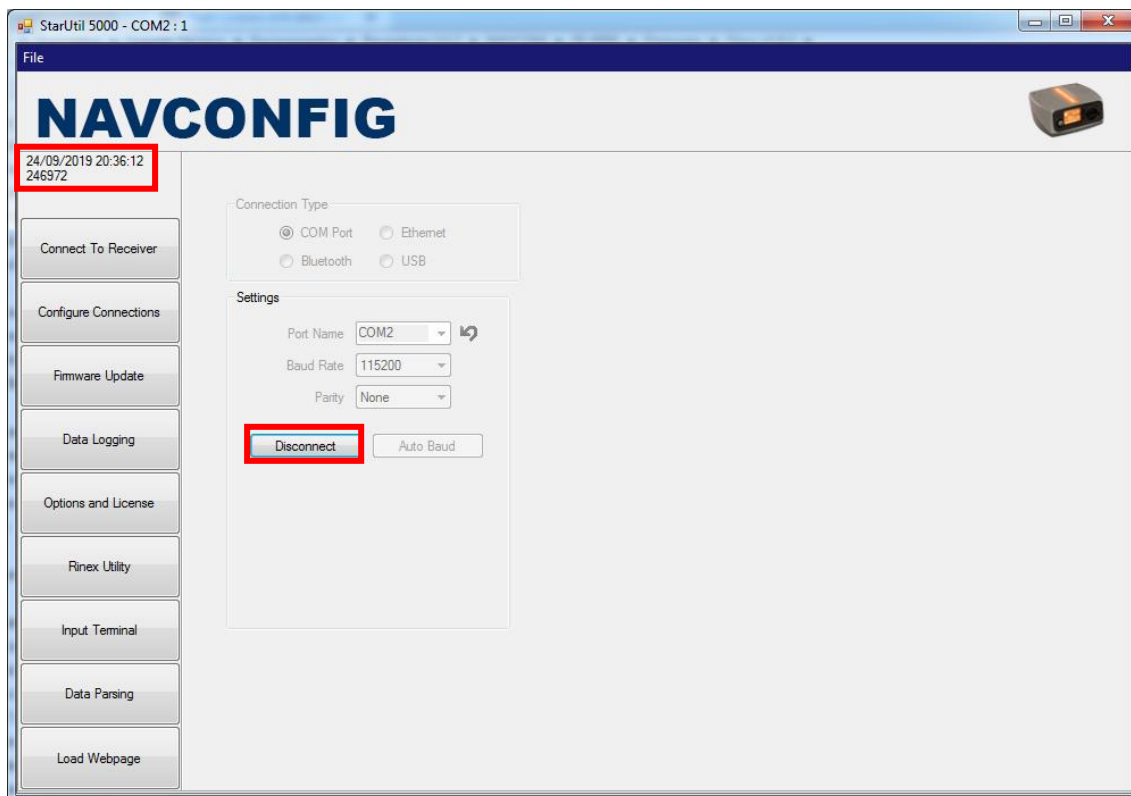 StarUtil 5000 - COM2 : 1
File
NAVCONFIG
24/09/2019 20:36:12
246972
Connect To Receiver
Configure Connections
Firmware Update
Data Logging
Options and License
Rinex Utility
Input Terminal
Data Parsing
Load Webpage
Connection Type
COM Port Ethernet
Bluetooth USB
Settings
Port Name COM2
Baud Rate 115200
Parity None
Disconnect Auto Baud